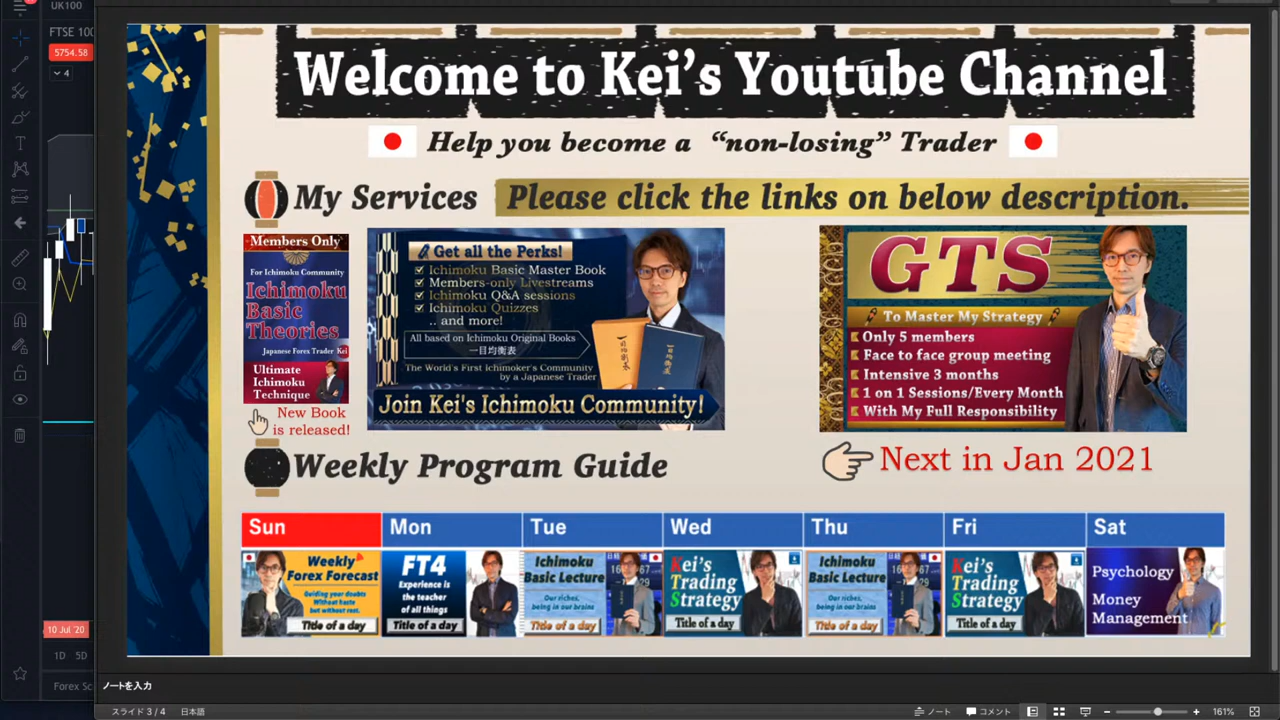 UK100
FTSE 100
5754.58
4
Welcome to Kei's Youtube Channel
Help you become a “non-losing” Trader
My Services
Please click the links on below description.
Members Only
For Ichimoku Community
Ichimoku
Basic
Theories
Japanese Forex Trader Kei
Ultimate
Ichimoku
Technique
New Book
is released!
Get all the Perks!
Ichimoku Basic Master Book
Members-only Livestreams
Ichimoku Q&A sessions
Ichimoku Quizzes
.. and more!
All based on Ichimoku Original Books
一目均衡表
The World's First Ichimoker's Community
by a Japanese Trader
Join Kei's Ichimoku Community!
GTS
To Master My Strategy
Only 5 members
Face to face group meeting
Intensive 3 months
1 on 1 Sessions/Every Month
With My Full Responsibility
Next in Jan 2021
Weekly Program Guide
Sun Mon Tue Wed Thu Fri Sat
Weekly
Forex Forecast
Guiding your doubts
Without haste
but without rest.
Title of a day
FT4
Experience is
the teacher
of all things
Title of a day
Ichimoku
Basic Lecture
Our riches,
being in our brains
Title of a day
Kei's
Trading
Strategy
Title of a day
Ichimoku
Basic Lecture
Our riches,
being in our brains
Title of a day
Kei's
Trading
Strategy
Title of a day
Psychology
Money
Management
10 Jul '20
1D 5D
Forex Sc
ノートを入力
スライド 3 / 4 日本語
ノート コメント 161%